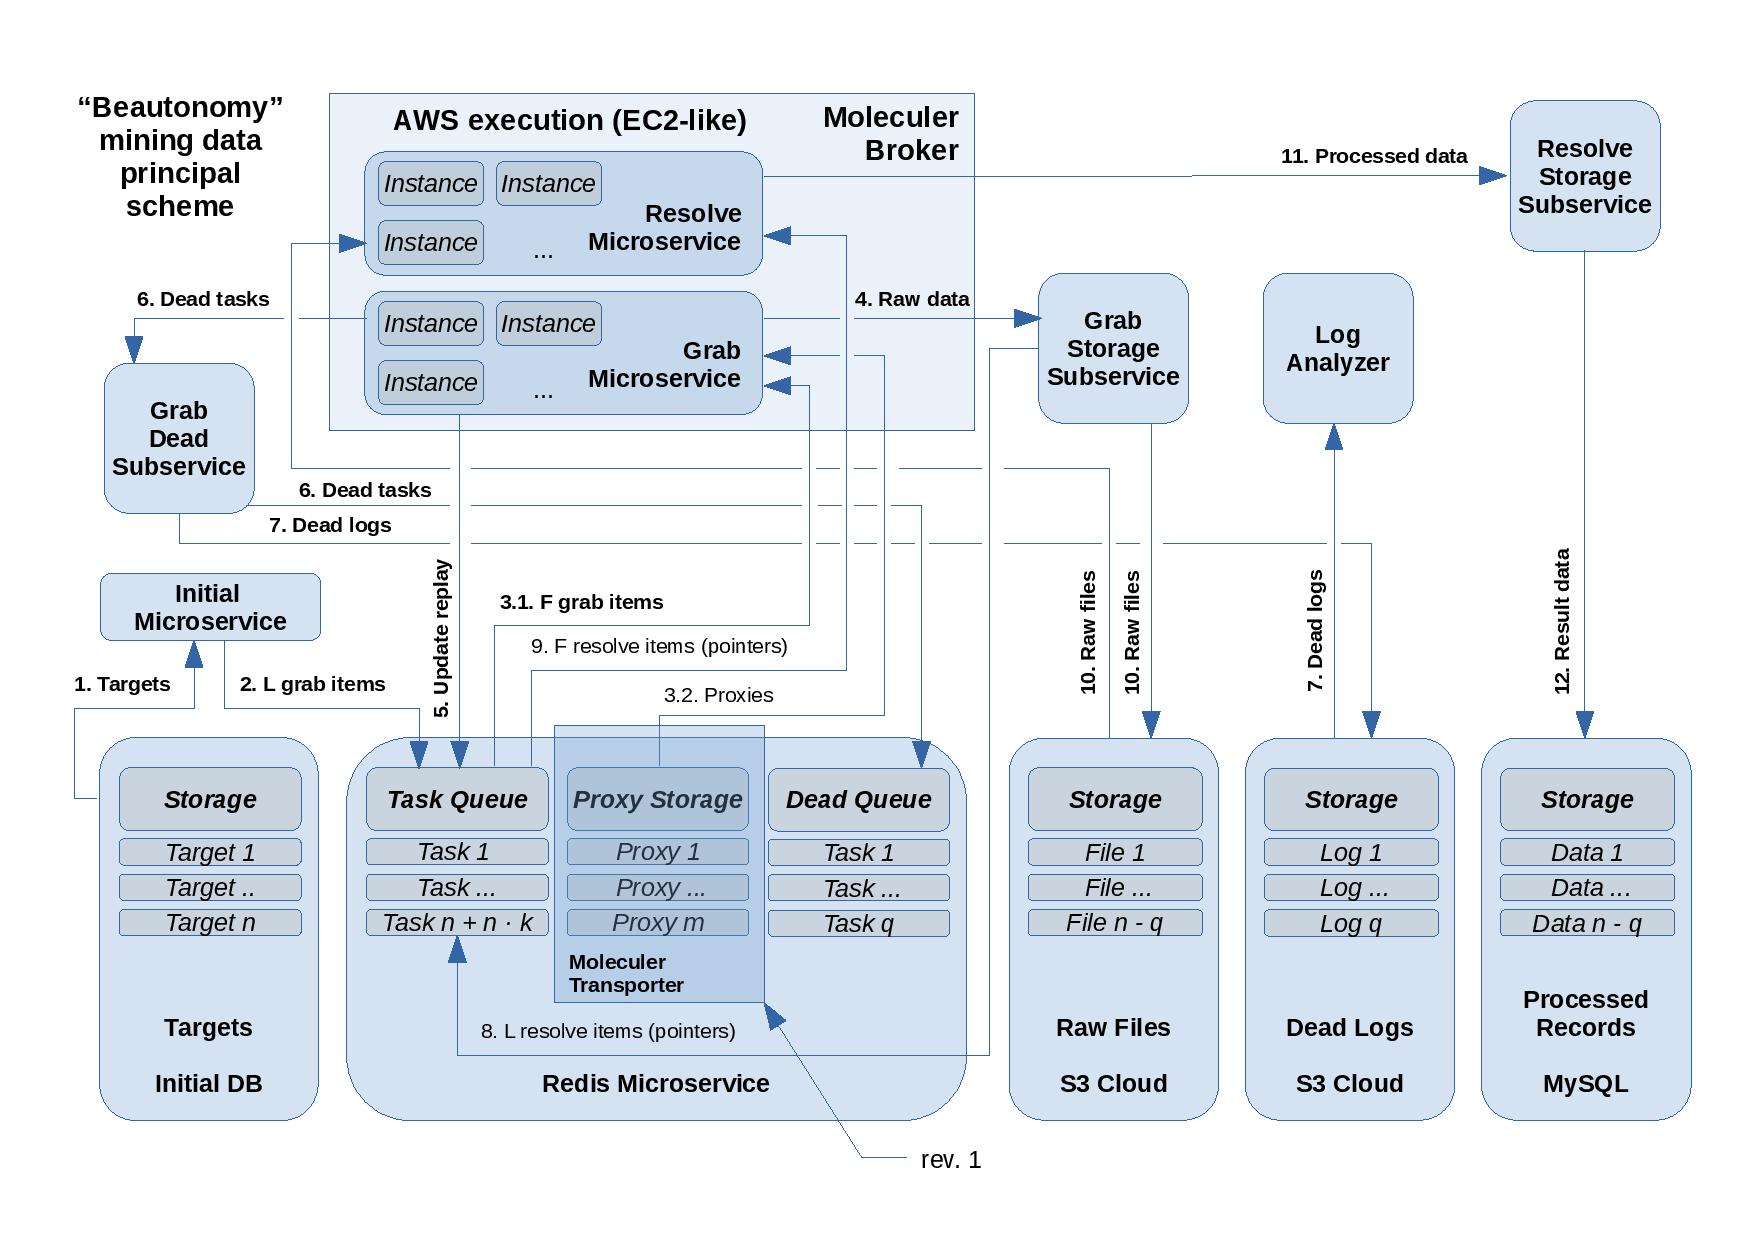 “Beautonomy”
mining data
principal
scheme
AWS execution (EC2-like)
Moleculer
Broker
Instance
Instance
Instance
...
Resolve
Microservice
11. Processed data
Resolve
Storage
Subservice
6. Dead tasks
Instance
Instance
Instance
...
Grab
Microservice
4. Raw data
Grab
Storage
Subservice
Log
Analyzer
Grab
Dead
Subservice
6. Dead tasks
7. Dead logs
Initial
Microservice
1. Targets
2. L grab items
5. Update replay
3.1. F grab items
9. F resolve items (pointers)
3.2. Proxies
10. Raw files
10. Raw files
7. Dead logs
12. Result data
Storage
Target 1
Target ..
Target n
Targets
Initial DB
Task Queue
Task 1
Task ...
Task n + n · k
Proxy Storage
Proxy 1
Proxy ...
Proxy m
Moleculer
Transporter
Dead Queue
Task 1
Task ...
Task q
8. L resolve items (pointers)
Redis Microservice
Storage
File 1
File ...
File n - q
Raw Files
S3 Cloud
Storage
Log 1
Log ...
Log q
Dead Logs
S3 Cloud
Storage
Data 1
Data ...
Data n - q
Processed
Records
MySQL
rev. 1